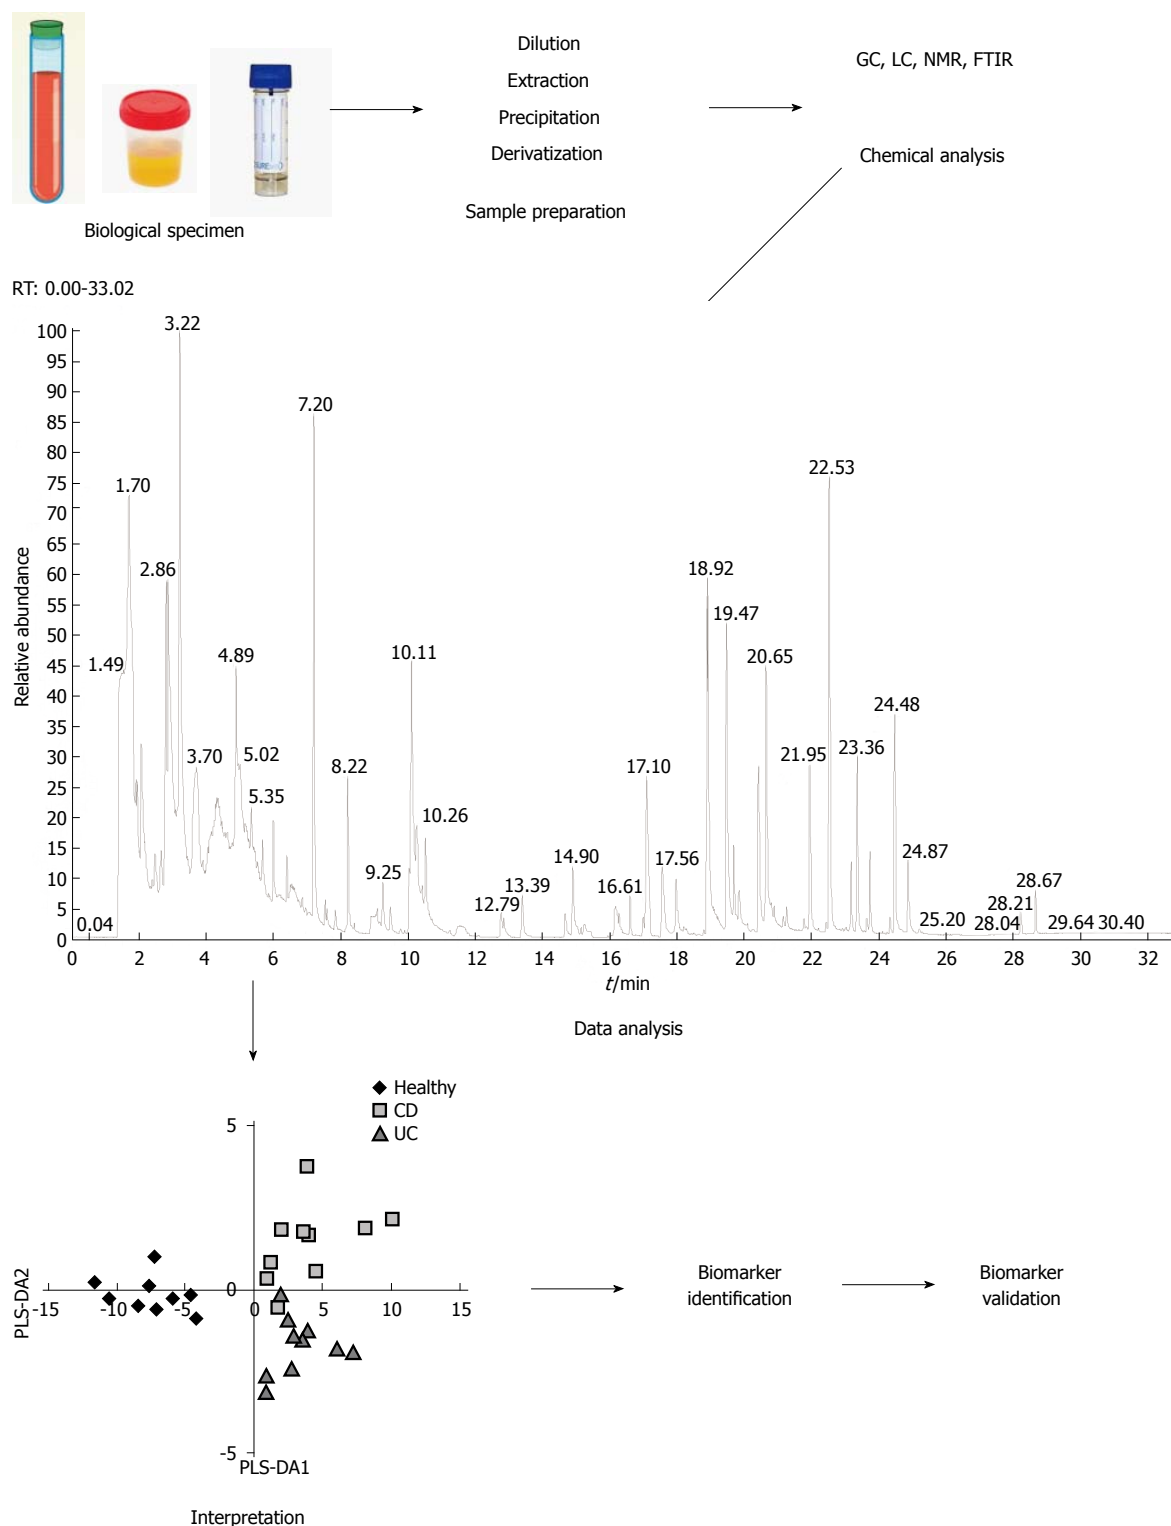 Dilution
Extraction
Precipitation
Derivatization
Sample preparation
GC, LC, NMR, FTIR
Chemical analysis
Biological specimen
RT: 0.00-33.02
Relative abundance
100
95
90
85
80
75
70
65
60
55
50
45
40
35
30
25
20
15
10
5
0
0.04
1.49
1.70
2.86
3.22
3.70
4.89
5.02
5.35
7.20
8.22
9.25
10.11
10.26
12.79
13.39
14.90
16.61
17.10
17.56
18.92
19.47
20.65
21.95
22.53
23.36
24.48
24.87
25.20
28.04
28.21
28.67
29.64
30.40
0 2 4 6 8 10 12 14 16 18 20 22 24 26 28 30 32
t/min
Data analysis
Healthy
CD
UC
PLS-DA2
5
0
-5
-15 -10 -5 0 5 10 15
PLS-DA1
Interpretation
Biomarker
identification
Biomarker
validation